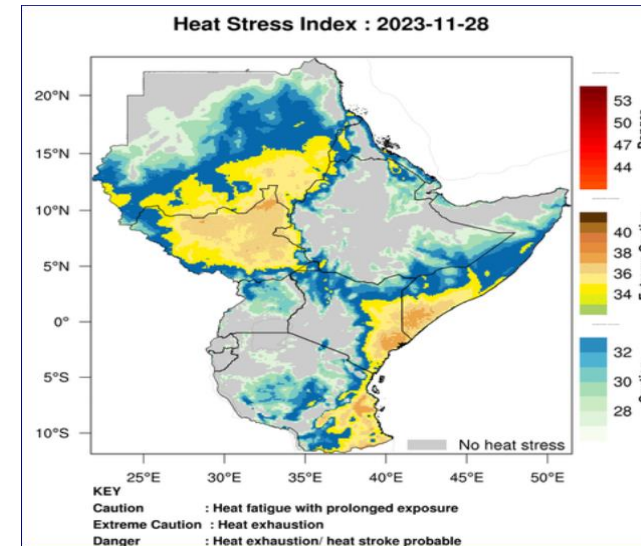 Heat Stress Index : 2023-11-28
20°N
15°N
10°N
5°N
0°
5°S
10°S
25°E
30°E
35°E
40°E
45°E
50°E
No heat stress
53
50
47
44
40
38
36
34
32
30
28
KEY
Caution : Heat fatigue with prolonged exposure
Extreme Caution : Heat exhaustion
Danger : Heat exhaustion/ heat stroke probable